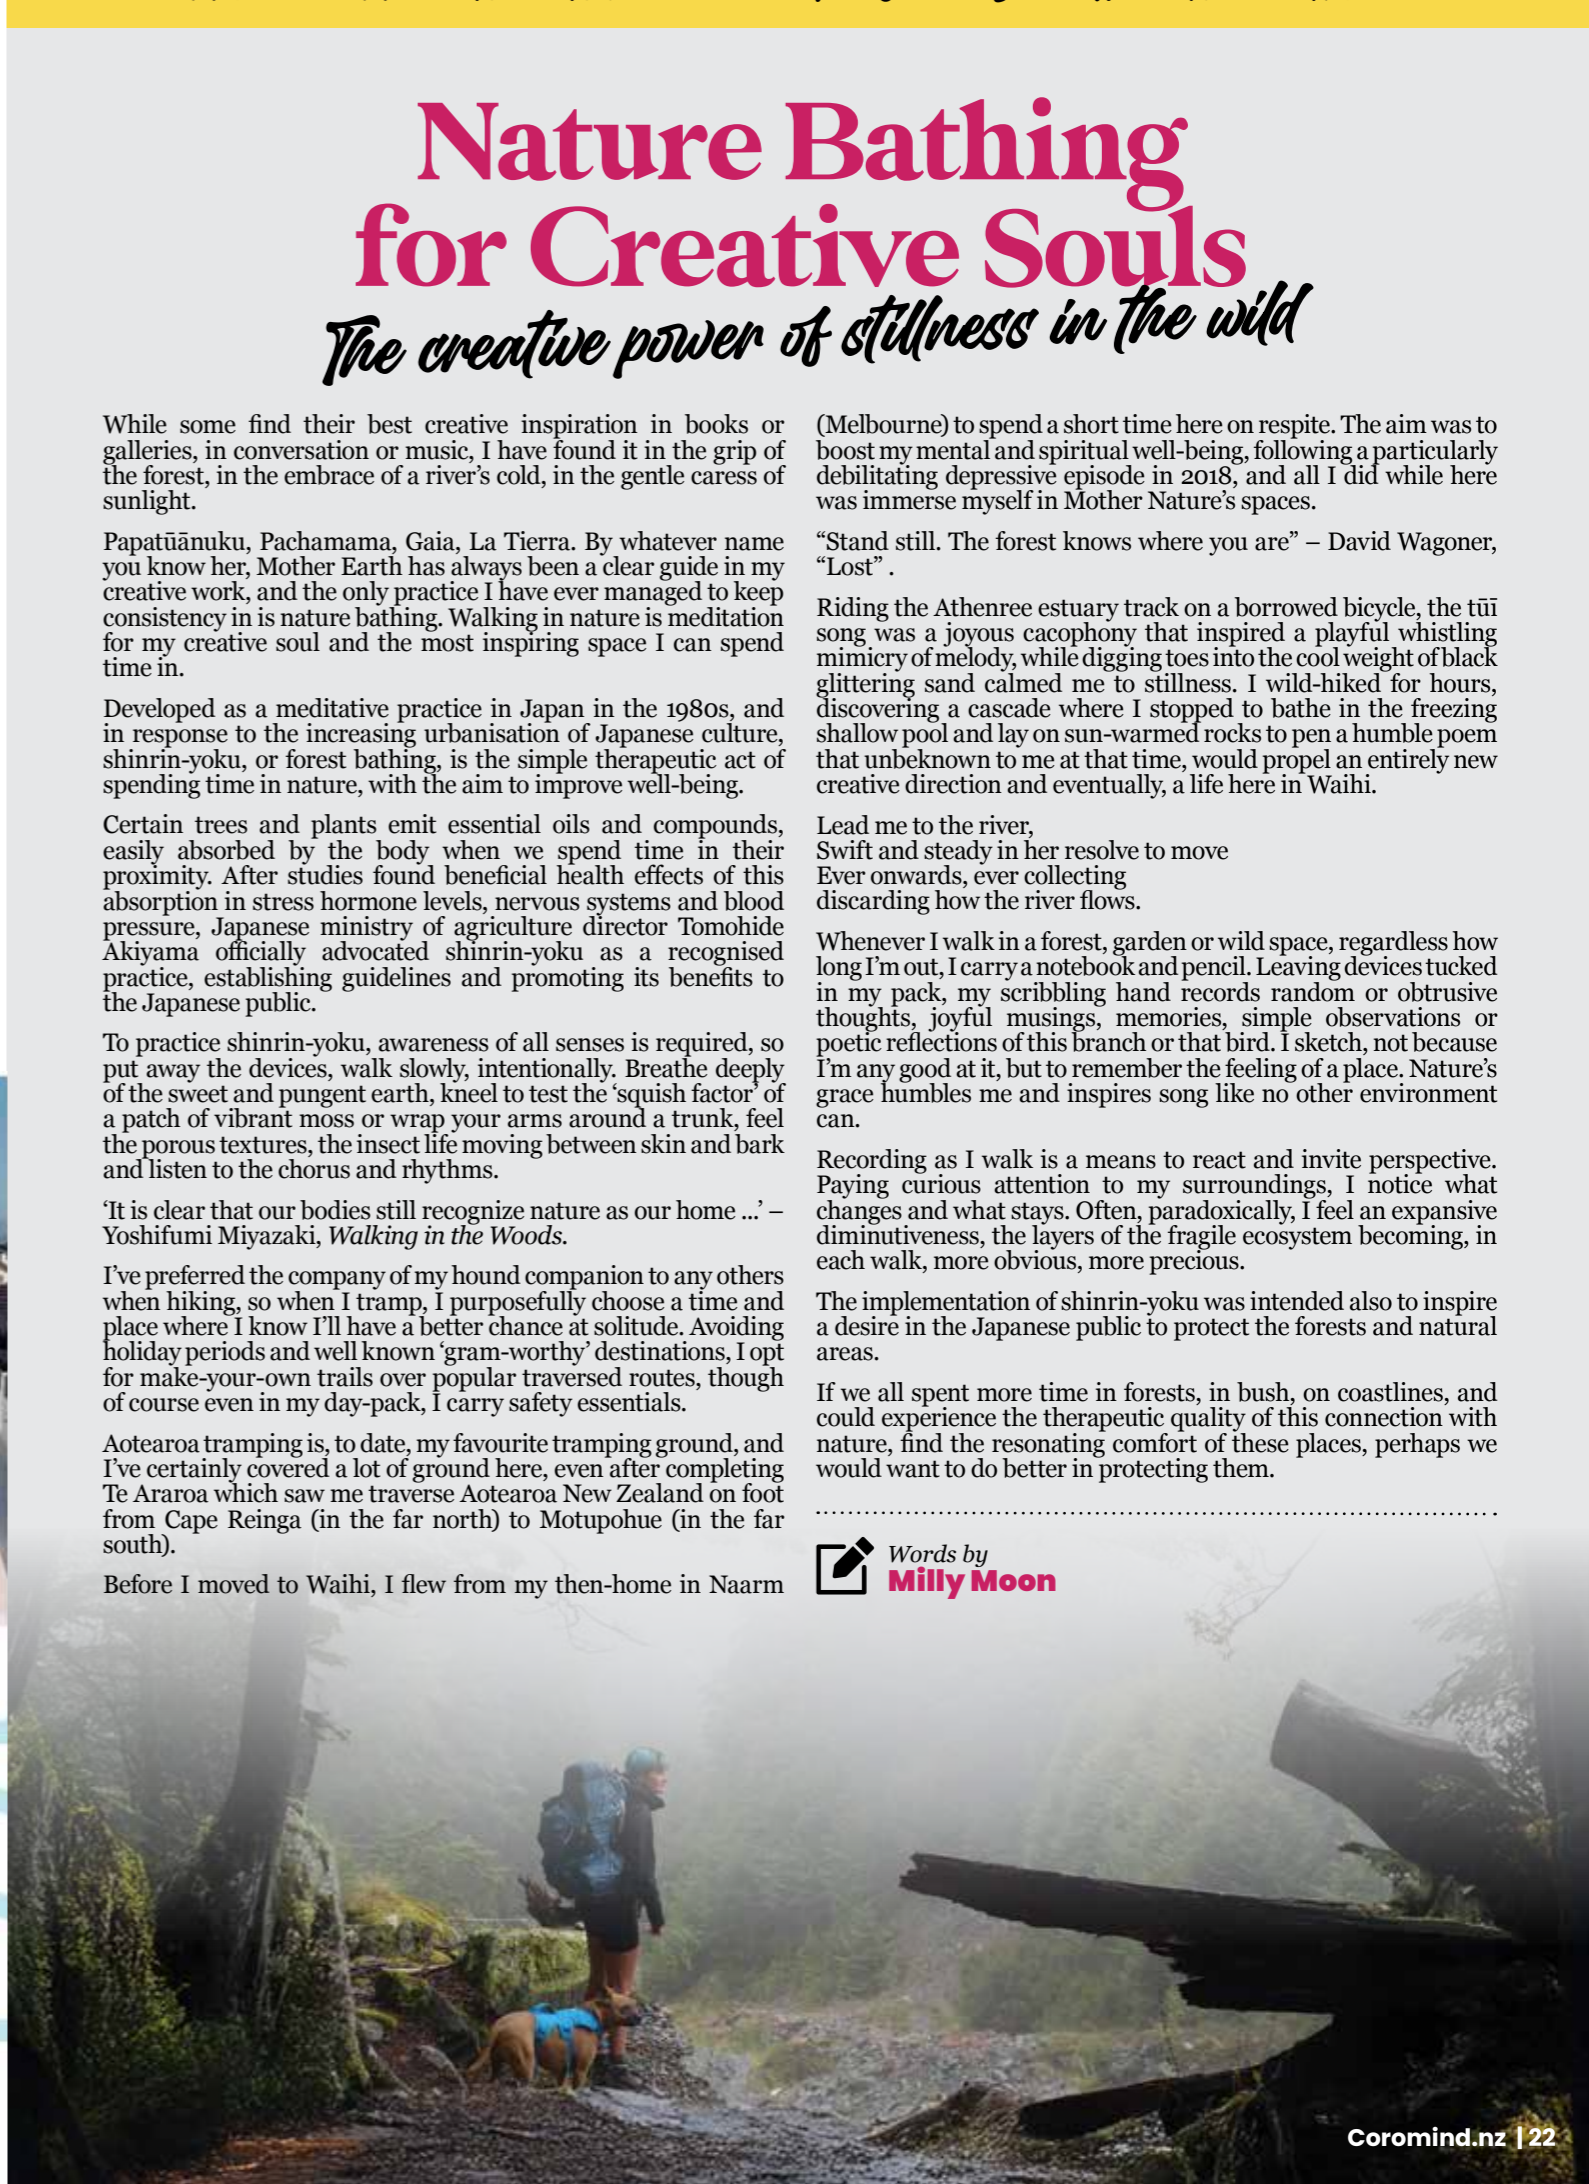 Nature Bathing
for Creative Souls
The creative power of stillness in the wild
While some find their best creative inspiration in books or
galleries, in conversation or music, I have found it in the grip of
the forest, in the embrace of a river’s cold, in the gentle caress of
sunlight.
Papatūānuku, Pachamama, Gaia, La Tierra. By whatever name
you know her, Mother Earth has always been a clear guide in my
creative work, and the only practice I have ever managed to keep
consistency in is nature bathing. Walking in nature is meditation
for my creative soul and the most inspiring space I can spend
time in.
Developed as a meditative practice in Japan in the 1980s, and
in response to the increasing urbanisation of Japanese culture,
shinrin-yoku, or forest bathing, is the simple therapeutic act of
spending time in nature, with the aim to improve well-being.
Certain trees and plants emit essential oils and compounds,
easily absorbed by the body when we spend time in their
proximity. After studies found beneficial health effects of this
absorption in stress hormone levels, nervous systems and blood
pressure, Japanese ministry of agriculture director Tomohide
Akiyama officially advocated shinrin-yoku as a recognised
practice, establishing guidelines and promoting its benefits to
the Japanese public.
To practice shinrin-yoku, awareness of all senses is required, so
put away the devices, walk slowly, intentionally. Breathe deeply
of the sweet and pungent earth, kneel to test the ‘squish factor’ of
a patch of vibrant moss or wrap your arms around a trunk, feel
the porous textures, the insect life moving between skin and bark
and listen to the chorus and rhythms.
‘It is clear that our bodies still recognize nature as our home ...’ –
Yoshifumi Miyazaki, Walking in the Woods.
I’ve preferred the company of my hound companion to any others
when hiking, so when I tramp, I purposefully choose a time and
place where I know I’ll have a better chance at solitude. Avoiding
holiday periods and well known ‘gram-worthy’ destinations, I opt
for make-your-own trails over popular traversed routes, though
of course even in my day-pack, I carry safety essentials.
Aotearoa tramping is, to date, my favourite tramping ground, and
I’ve certainly covered a lot of ground here, even after completing
Te Araroa which saw me traverse Aotearoa New Zealand on foot
from Cape Reinga (in the far north) to Motupohue (in the far
south).
Before I moved to Waihi, I flew from my then-home in Naarm
(Melbourne) to spend a short time here on respite. The aim was to
boost my mental and spiritual well-being, following a particularly
debilitating depressive episode in 2018, and all I did while here
was immerse myself in Mother Nature’s spaces.
“Stand still. The forest knows where you are” – David Wagoner,
“Lost” .
Riding the Athenree estuary track on a borrowed bicycle, the tūī
song was a joyous cacophony that inspired a playful whistling
mimicry of melody, while digging toes into the cool weight of black
glittering sand calmed me to stillness. I wild-hiked for hours,
discovering a cascade where I stopped to bathe in the freezing
shallow pool and lay on sun-warmed rocks to pen a humble poem
that unbeknown to me at that time, would propel an entirely new
creative direction and eventually, a life here in Waihi.
Lead me to the river,
Swift and steady in her resolve to move
Ever onwards, ever collecting
discarding how the river flows.
Whenever I walk in a forest, garden or wild space, regardless how
long I’m out, I carry a notebook and pencil. Leaving devices tucked
in my pack, my scribbling hand records random or obtrusive
thoughts, joyful musings, memories, simple observations or
poetic reflections of this branch or that bird. I sketch, not because
I’m any good at it, but to remember the feeling of a place. Nature’s
grace humbles me and inspires song like no other environment
can.
Recording as I walk is a means to react and invite perspective.
Paying curious attention to my surroundings, I notice what
changes and what stays. Often, paradoxically, I feel an expansive
diminutiveness, the layers of the fragile ecosystem becoming, in
each walk, more obvious, more precious.
The implementation of shinrin-yoku was intended also to inspire
a desire in the Japanese public to protect the forests and natural
areas.
If we all spent more time in forests, in bush, on coastlines, and
could experience the therapeutic quality of this connection with
nature, find the resonating comfort of these places, perhaps we
would want to do better in protecting them.
Words by
Milly Moon
Coromind.nz | 22